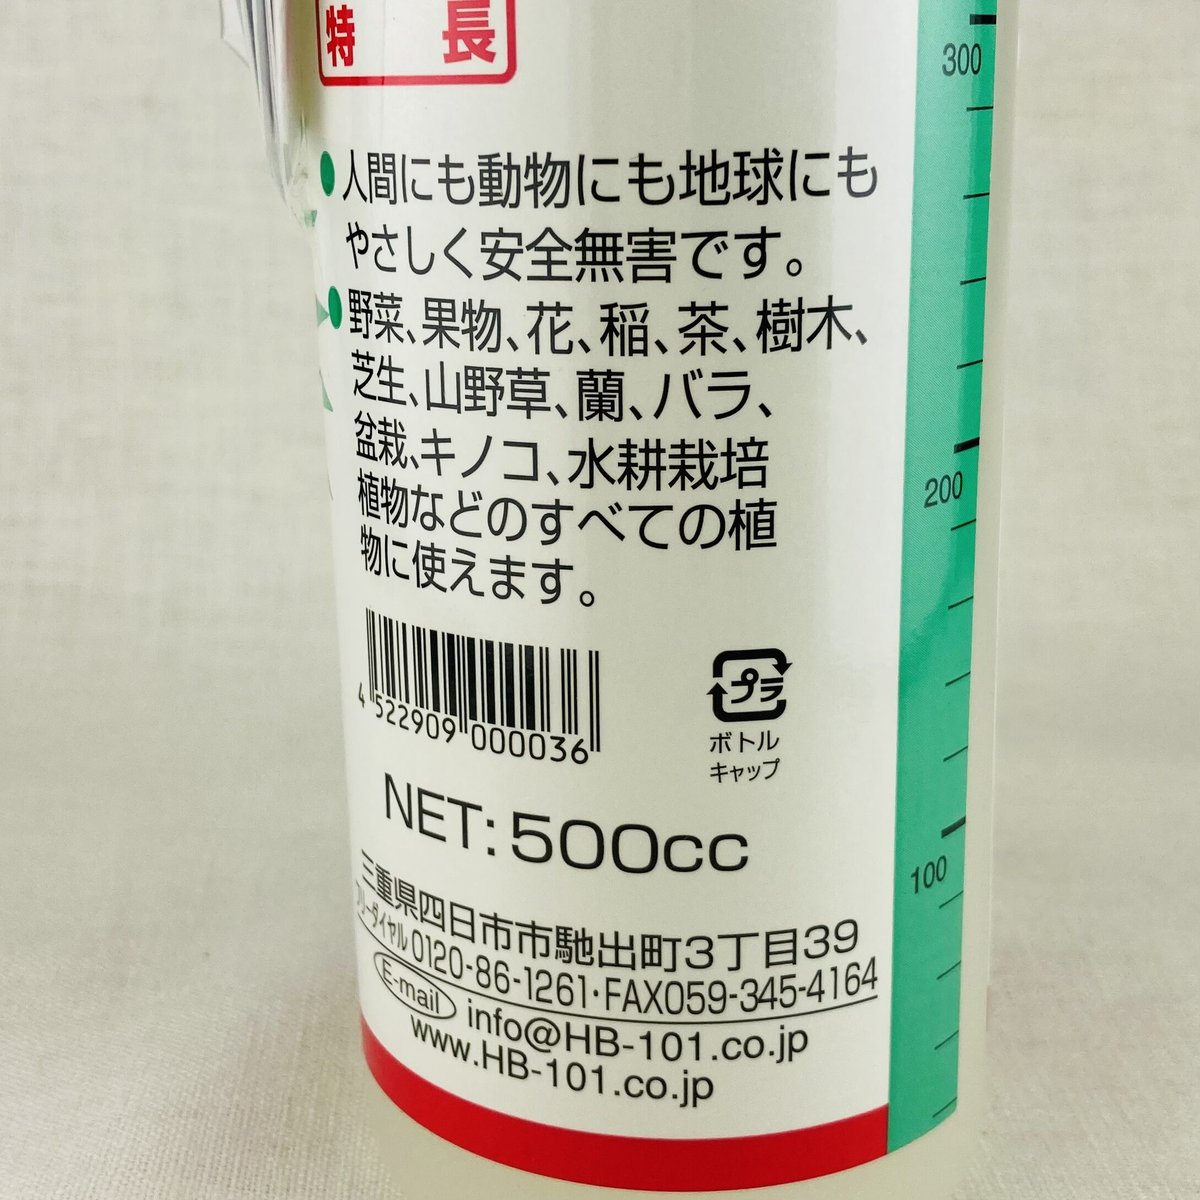 特長
●人間にも動物にも地球にも
やさしく安全無害です。
●野菜、果物、花、稲、茶、樹木、
芝生、山野草、蘭、バラ、
盆栽、キノコ、水耕栽培
植物などのすべての植
物に使えます。
4 522909 000036
プラ
ボトル
キャップ
NET: 500cc
三重県四日市市馳出町3丁目39
フリーダイヤル 0120-86-1261・FAX059-345-4164
E-mail info@HB-101.co.jp
www.HB-101.co.jp
300
200
100